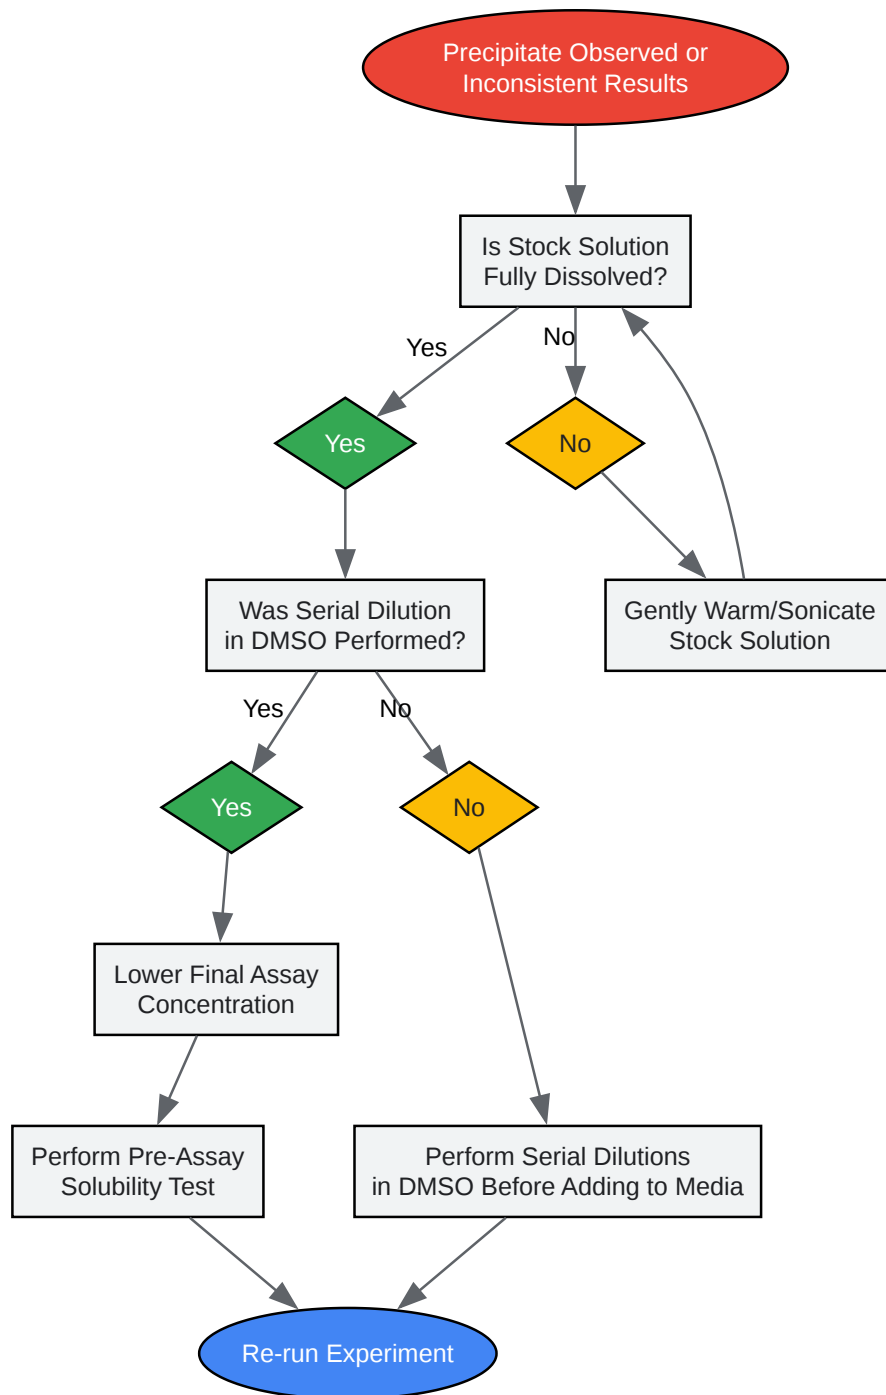 Precipitate Observed or
Inconsistent Results
Is Stock Solution
Fully Dissolved?
Yes
No
Yes
No
Was Serial Dilution
in DMSO Performed?
Gently Warm/Sonicate
Stock Solution
Yes
No
Yes
No
Lower Final Assay
Concentration
Perform Pre-Assay
Solubility Test
Perform Serial Dilutions
in DMSO Before Adding to Media
Re-run Experiment